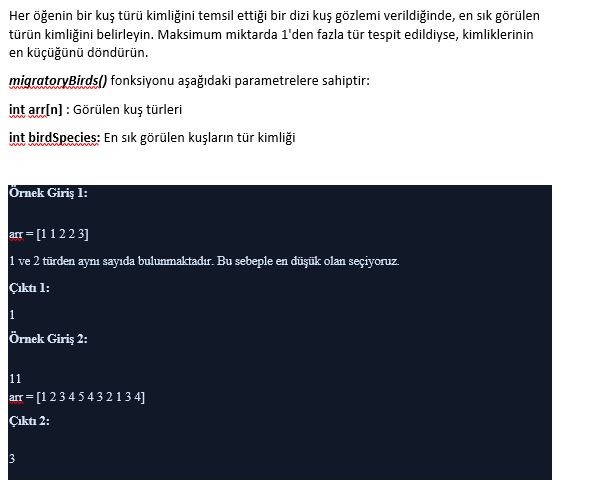 Her öğenin bir kuş türü kimliğini temsil ettiği bir dizi kuş gözlemi verildiğinde, en sık görülen
türün kimliğini belirleyin. Maksimum miktarda 1'den fazla tür tespit edildiyse, kimliklerinin
en küçüğünü döndürün.
migratoryBirds() fonksiyonu aşağıdaki parametrelere sahiptir:
int arr[n] : Görülen kuş türleri
int birdSpecies: En sık görülen kuşların tür kimliği
Örnek Giriş 1:
arr = [1 1 2 2 3]
1 ve 2 türden aynı sayıda bulunmaktadır. Bu sebeple en düşük olan seçiyoruz.
Çıktı 1:
1
Örnek Giriş 2:
11
arr = [1 2 3 4 5 4 3 2 1 3 4]
Çıktı 2:
3